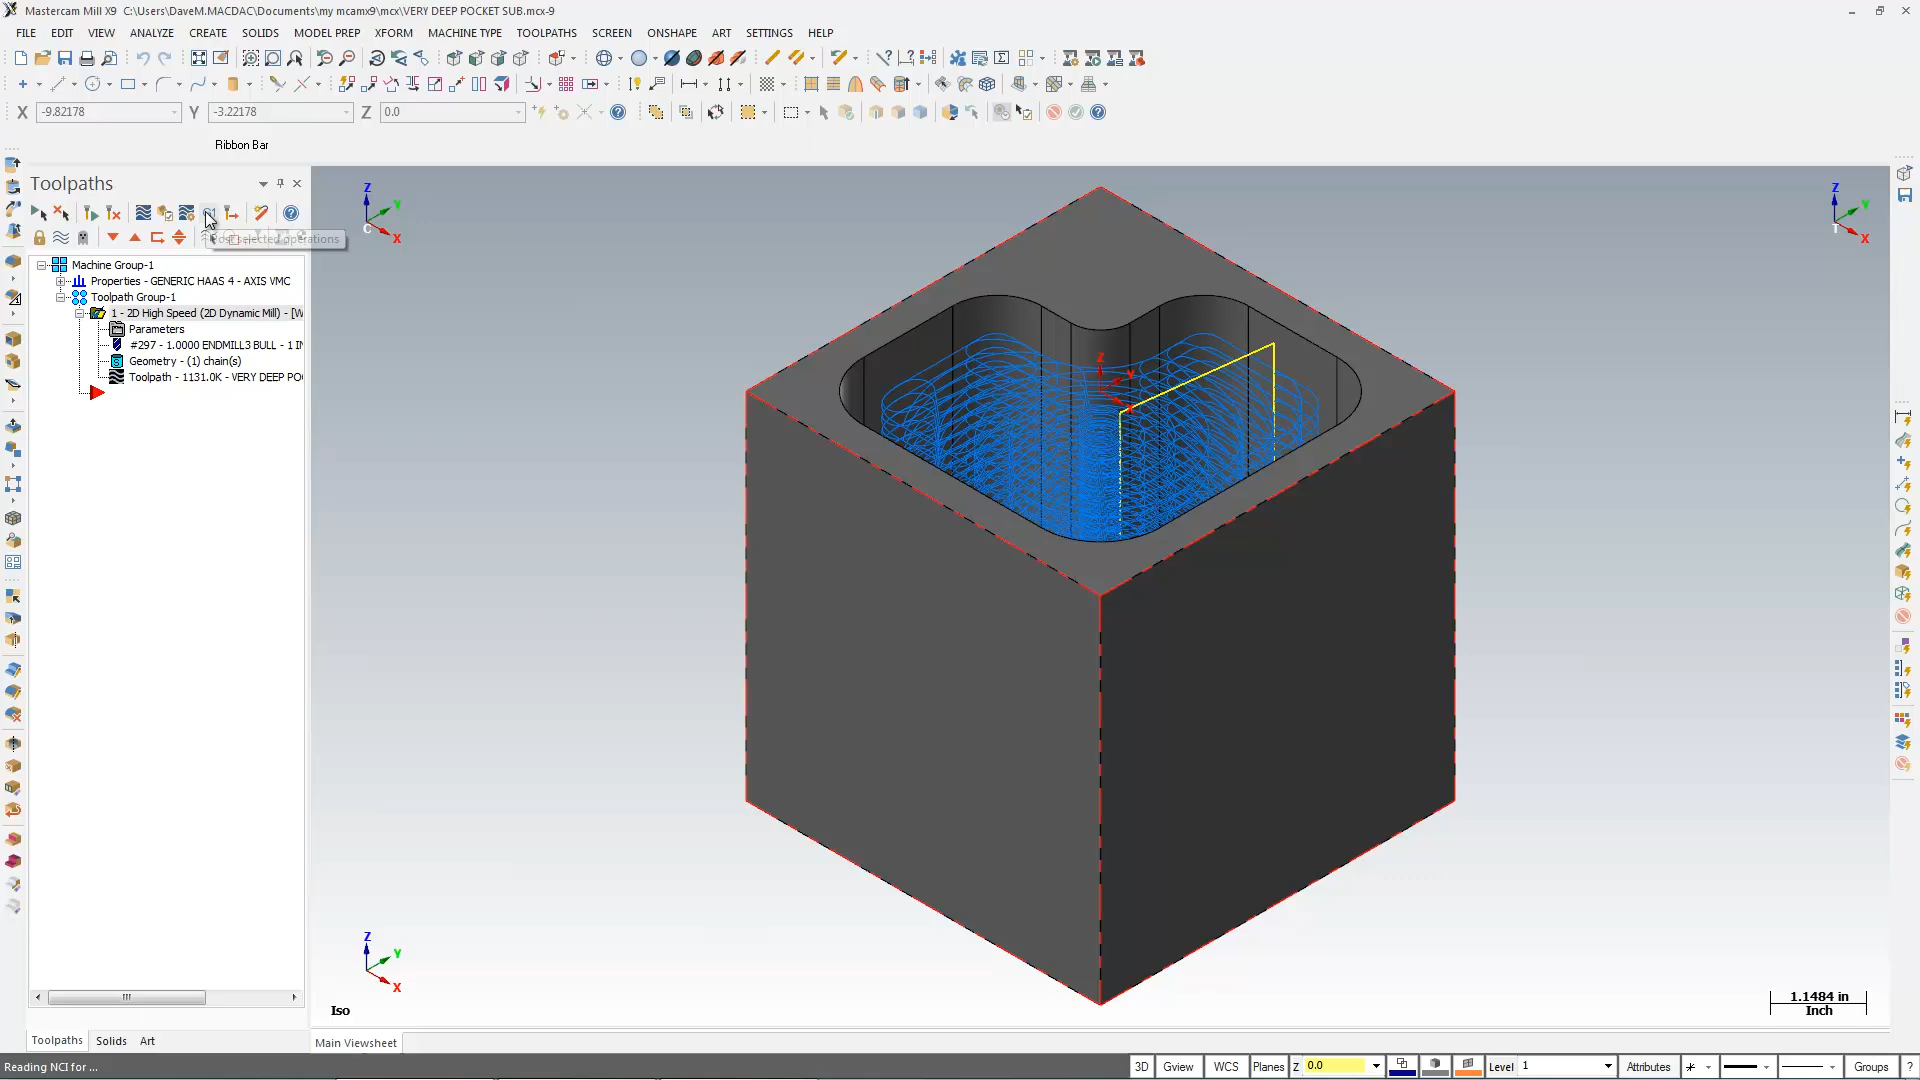 Mastercam Mill X9  C:\Users\DaveM.MACDAC\Documents\my mcamx9\mcx\VERY DEEP POCKET SUB.mcx-9
FILE EDIT VIEW ANALYZE CREATE SOLIDS MODEL PREP XFORM MACHINE TYPE TOOLPATHS SCREEN ONSHAPE ART SETTINGS HELP
X -9.82178 Y -3.22178 Z 0.0
Ribbon Bar
Toolpaths
G1
Post selected operations
Machine Group-1
Properties - GENERIC HAAS 4 - AXIS VMC
Toolpath Group-1
1 - 2D High Speed (2D Dynamic Mill) - [W
Parameters
#297 - 1.0000 ENDMILL3 BULL - 1 IN
Geometry - (1) chain(s)
Toolpath - 1131.0K - VERY DEEP PO
Z Y X C
Z Y X T
Z Y X
Z Y X
Iso
1.1484 in
Inch
Toolpaths Solids Art
Main Viewsheet
Reading NCI for ...
3D Gview WCS Planes Z 0.0 Level 1 Attributes Groups ?